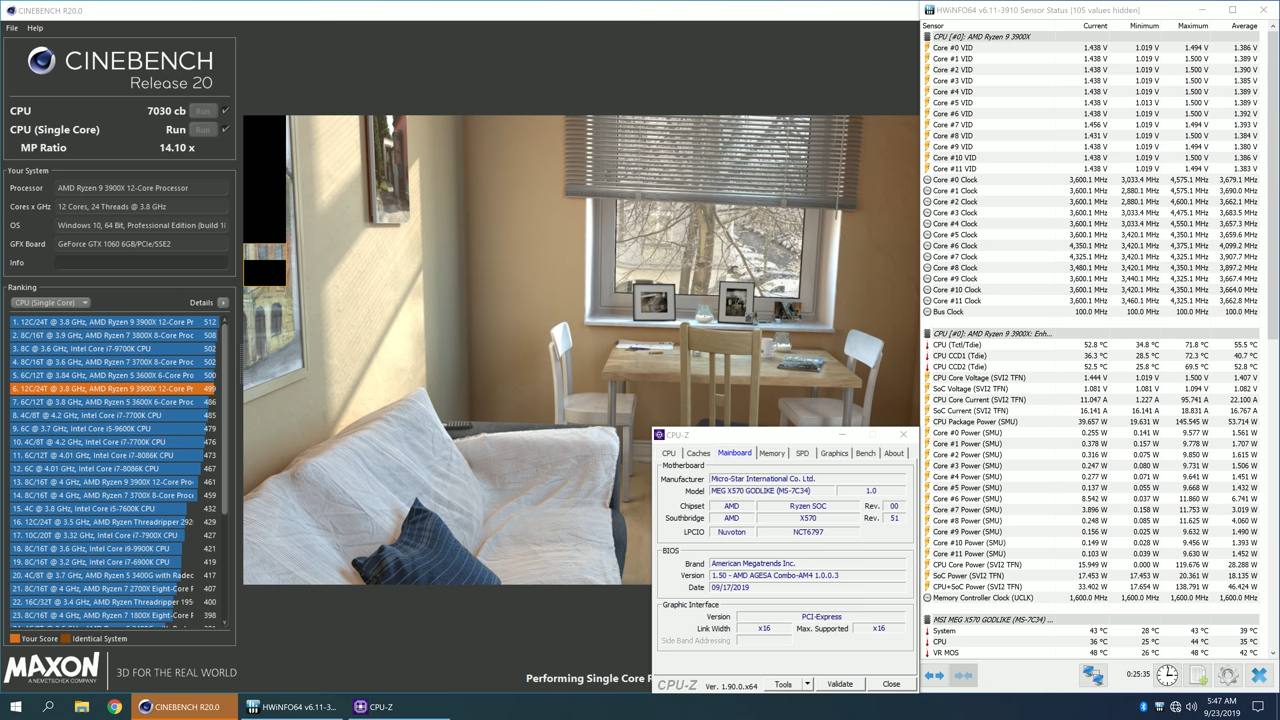 CINEBENCH R20.0
File Help
CINEBENCH
Release 20
CPU 7030 cb Run
CPU (Single Core) Run Run
MP Ratio 14.10 x
Your System
Processor AMD Ryzen 9 3900X 12-Core Processor
Cores x GHz 12 Cores, 24 Threads @ 3.8 GHz
OS Windows 10, 64 Bit, Professional Edition (build 1
GFX Board GeForce GTX 1060 6GB/PCIe/SSE2
Info
Ranking
CPU (Single Core) Details
1. 12C/24T @ 3.8 GHz, AMD Ryzen 9 3900X 12-Core Pr 512
2. 8C/16T @ 3.9 GHz, AMD Ryzen 7 3800X 8-Core Proc 508
3. 8C @ 3.6 GHz, Intel Core i7-9700K CPU 502
4. 8C/16T @ 3.6 GHz, AMD Ryzen 7 3700X 8-Core Proc 502
5. 6C/12T @ 3.84 GHz, AMD Ryzen 5 3600X 6-Core Pro 500
6. 12C/24T @ 3.8 GHz, AMD Ryzen 9 3900X 12-Core Pr 499
7. 6C/12T @ 3.6 GHz, AMD Ryzen 5 3600X 6-Core Pro 486
8. 4C/8T @ 4.2 GHz, Intel Core i7-7700K CPU 485
9. 6C @ 3.7 GHz, Intel Core i5-9600K CPU 479
10. 4C/8T @ 4.2 GHz, Intel Core i7-7700K CPU 476
11. 6C/12T @ 4.01 GHz, Intel Core i7-8086K CPU 473
12. 6C @ 4.01 GHz, Intel Core i7-8086K CPU 467
13. 8C/16T @ 4 GHz, AMD Ryzen 9 3900X 12-Core Pro 461
14. 8C/16T @ 4 GHz, AMD Ryzen 7 3700X 8-Core Proce 458
15. 4C @ 3.8 GHz, Intel Core i5-7600K CPU 432
16. 12C/24T @ 3.5 GHz, AMD Ryzen Threadripper 292 429
17. 10C/20T @ 3.32 GHz, Intel Core i7-7900X CPU 427
18. 8C/16T @ 3.6 GHz, Intel Core i9-9900K CPU 421
19. 8C/16T @ 3.2 GHz, Intel Core i7-6900K CPU 418
20. 4C/8T @ 3.7 GHz, AMD Ryzen 5 3400G with Radeo 417
21. 8C/16T @ 4 GHz, AMD Ryzen 7 2700X Eight-Core P 408
22. 16C/32T @ 3.4 GHz, AMD Ryzen Threadripper 195 400
23. 8C/16T @ 4 GHz, AMD Ryzen 7 1800X Eight-Core P 398
Your Score Identical System
MAXON
A NEMETSCHEK COMPANY
3D FOR THE REAL WORLD
Performing Single Core
CPU-Z
CPU Caches Mainboard Memory SPD Graphics Bench About
Motherboard
Manufacturer Micro-Star International Co. Ltd.
Model MEG X570 GODLIKE (MS-7C34) 1.0
Chipset AMD Ryzen SOC Rev. 00
Southbridge AMD X570 Rev. 51
LPCIO Nuvoton NCT6797
BIOS
Brand American Megatrends Inc.
Version 1.50 - AMD AGESA Combo-AM4 1.0.0.3
Date 09/17/2019
Graphic Interface
Version PCI-Express
Link Width x16 Max. Supported x16
Side Band Addressing
CPU-Z Ver. 1.90.0.x64 Tools Validate Close
HWiNFO64 v6.11-3910 Sensor Status [105 values hidden]
Sensor Current Minimum Maximum Average
CPU [#0]: AMD Ryzen 9 3900X
Core #0 VID 1.438 V 1.019 V 1.494 V 1.386 V
Core #1 VID 1.438 V 1.019 V 1.500 V 1.389 V
Core #2 VID 1.438 V 1.019 V 1.500 V 1.390 V
Core #3 VID 1.438 V 1.019 V 1.500 V 1.391 V
Core #4 VID 1.438 V 1.019 V 1.500 V 1.389 V
Core #5 VID 1.438 V 1.013 V 1.500 V 1.391 V
Core #6 VID 1.438 V 1.019 V 1.500 V 1.392 V
Core #7 VID 1.456 V 1.019 V 1.494 V 1.393 V
Core #8 VID 1.431 V 1.019 V 1.500 V 1.384 V
Core #9 VID 1.438 V 1.019 V 1.494 V 1.380 V
Core #10 VID 1.438 V 1.019 V 1.500 V 1.386 V
Core #11 VID 1.438 V 1.019 V 1.494 V 1.383 V
Core #0 Clock 3,600.1 MHz 3,033.4 MHz 4,575.1 MHz 3,679.1 MHz
Core #1 Clock 3,600.1 MHz 2,880.1 MHz 4,575.1 MHz 3,690.0 MHz
Core #2 Clock 3,600.1 MHz 3,420.1 MHz 4,600.1 MHz 3,662.1 MHz
Core #3 Clock 3,600.1 MHz 3,033.4 MHz 4,475.1 MHz 3,683.5 MHz
Core #4 Clock 3,600.1 MHz 3,033.4 MHz 4,550.1 MHz 3,657.3 MHz
Core #5 Clock 3,600.1 MHz 3,420.1 MHz 4,350.1 MHz 3,659.6 MHz
Core #6 Clock 4,350.1 MHz 3,420.1 MHz 4,375.1 MHz 4,099.2 MHz
Core #7 Clock 4,325.1 MHz 3,420.1 MHz 4,325.1 MHz 3,907.7 MHz
Core #8 Clock 3,480.1 MHz 3,420.1 MHz 4,350.1 MHz 3,897.2 MHz
Core #9 Clock 3,600.1 MHz 3,440.1 MHz 4,325.1 MHz 3,667.4 MHz
Core #10 Clock 3,600.1 MHz 3,420.1 MHz 4,350.1 MHz 3,664.0 MHz
Core #11 Clock 3,600.1 MHz 3,460.1 MHz 4,325.1 MHz 3,662.8 MHz
Bus Clock 100.0 MHz 100.0 MHz 100.0 MHz 100.0 MHz
CPU [#0]: AMD Ryzen 9 3900X: Enh...
CPU (Tctl/Tdie) 52.8 °C 34.8 °C 71.8 °C 55.5 °C
CPU CCD1 (Tdie) 36.3 °C 28.5 °C 72.3 °C 40.7 °C
CPU CCD2 (Tdie) 52.5 °C 25.8 °C 69.5 °C 52.8 °C
CPU Core Voltage (SVI2 TFN) 1.444 V 1.019 V 1.500 V 1.407 V
SoC Voltage (SVI2 TFN) 1.081 V 1.081 V 1.094 V 1.082 V
CPU Core Current (SVI2 TFN) 11.047 A 1.227 A 95.741 A 22.100 A
SoC Current (SVI2 TFN) 16.141 A 16.141 A 18.831 A 16.767 A
CPU Package Power (SMU) 39.657 W 19.631 W 145.545 W 53.714 W
Core #0 Power (SMU) 0.255 W 0.141 W 9.577 W 1.561 W
Core #1 Power (SMU) 0.378 W 0.157 W 9.778 W 1.707 W
Core #2 Power (SMU) 0.316 W 0.075 W 9.850 W 1.615 W
Core #3 Power (SMU) 0.247 W 0.080 W 9.731 W 1.506 W
Core #4 Power (SMU) 0.260 W 0.071 W 9.641 W 1.451 W
Core #5 Power (SMU) 0.137 W 0.068 W 9.932 W 1.432 W
Core #6 Power (SMU) 8.542 W 0.037 W 11.860 W 6.741 W
Core #7 Power (SMU) 3.896 W 0.158 W 11.753 W 3.019 W
Core #8 Power (SMU) 0.248 W 0.086 W 11.625 W 4.060 W
Core #9 Power (SMU) 0.156 W 0.025 W 9.632 W 1.490 W
Core #10 Power (SMU) 0.149 W 0.028 W 9.456 W 1.393 W
Core #11 Power (SMU) 0.103 W 0.039 W 9.630 W 1.452 W
CPU Core Power (SVI2 TFN) 15.949 W 0.000 W 119.676 W 28.288 W
SoC Power (SVI2 TFN) 17.453 W 17.453 W 20.361 W 18.135 W
CPU+SoC Power (SVI2 TFN) 33.402 W 17.654 W 138.791 W 46.424 W
Memory Controller Clock (UCLK) 1,600.0 MHz 1,600.0 MHz 1,600.0 MHz 1,600.0 MHz
MSI MEG X570 GODLIKE (MS-7C34) ...
System 43 °C 28 °C 43 °C 39 °C
CPU 36 °C 25 °C 44 °C 35 °C
VR MOS 48 °C 26 °C 48 °C 42 °C
0:25:35
CINEBENCH R20.0 HWiNFO64 v6.11-3... CPU-Z
5:47 AM
9/23/2019